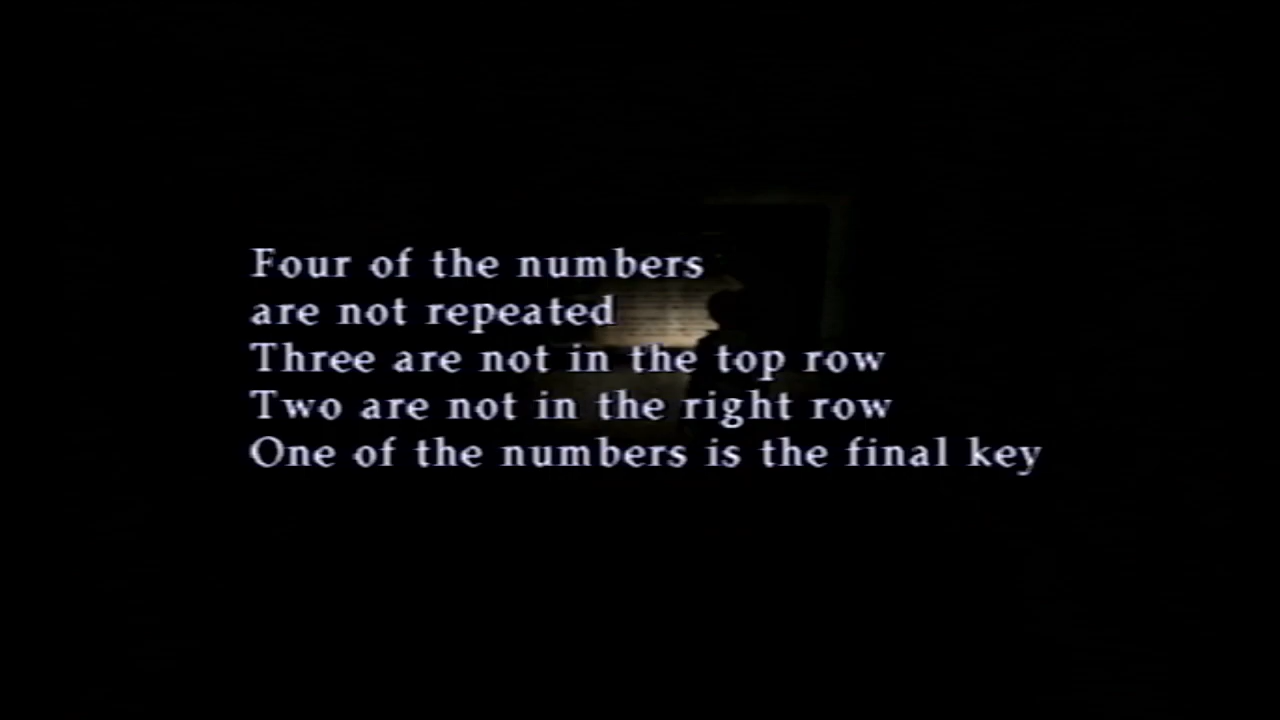 Four of the numbers
are not repeated
Three are not in the top row
Two are not in the right row
One of the numbers is the final key